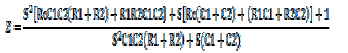 Z = S²[RoC1C2(R1+R2)+R1R2C1C2]+S[Ro(C1+C2)+(R1C1+R2C2)]+1
S²C1C2(R1+R2)+S(C1+C2)